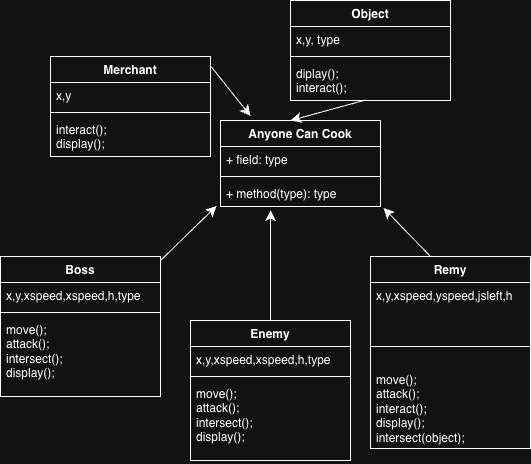 Object
x,y, type
diplay();
interact();
Merchant
x,y
interact();
display();
Anyone Can Cook
+ field: type
+ method(type): type
Boss
x,y,xspeed,xspeed,h,type
move();
attack();
intersect();
display();
Enemy
x,y,xspeed,xspeed,h,type
move();
attack();
intersect();
display();
Remy
x,y,xspeed,yspeed,jsleft,h
move();
attack();
interact();
display();
intersect(object);